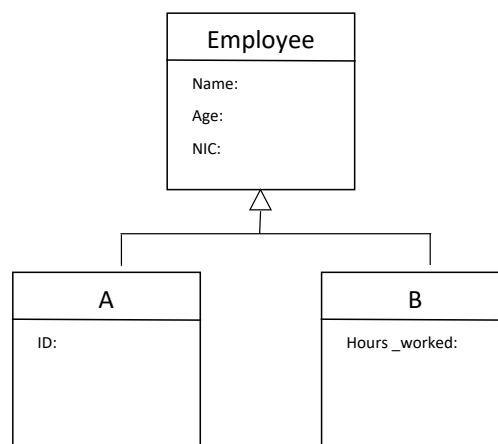 Employee
Name:
Age:
NIC:
A
ID:
B
Hours _worked: